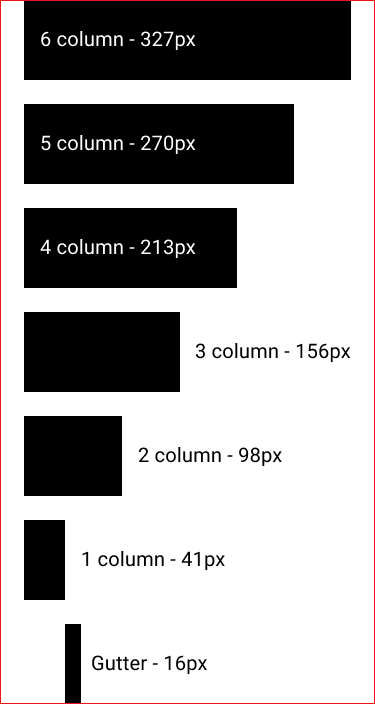 6 column - 327px
5 column - 270px
4 column - 213px
3 column - 156px
2 column - 98px
1 column - 41px
Gutter - 16px